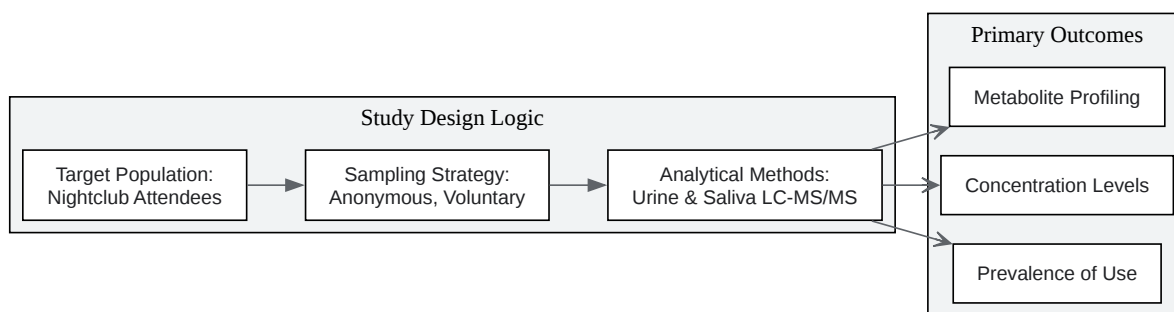 Primary Outcomes
Metabolite Profiling
Study Design Logic
Target Population:
Nightclub Attendees
Sampling Strategy:
Anonymous, Voluntary
Analytical Methods:
Urine & Saliva LC-MS/MS
Concentration Levels
Prevalence of Use